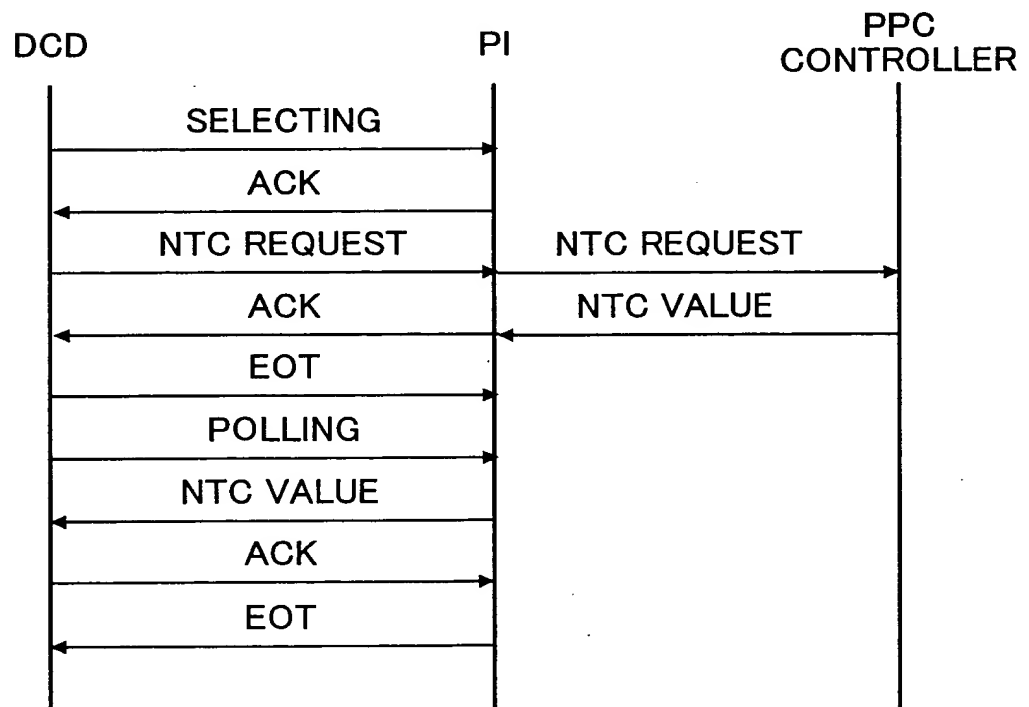 DCD
PI
PPC
CONTROLLER
SELECTING
ACK
NTC REQUEST
NTC REQUEST
ACK
NTC VALUE
EOT
POLLING
NTC VALUE
ACK
EOT